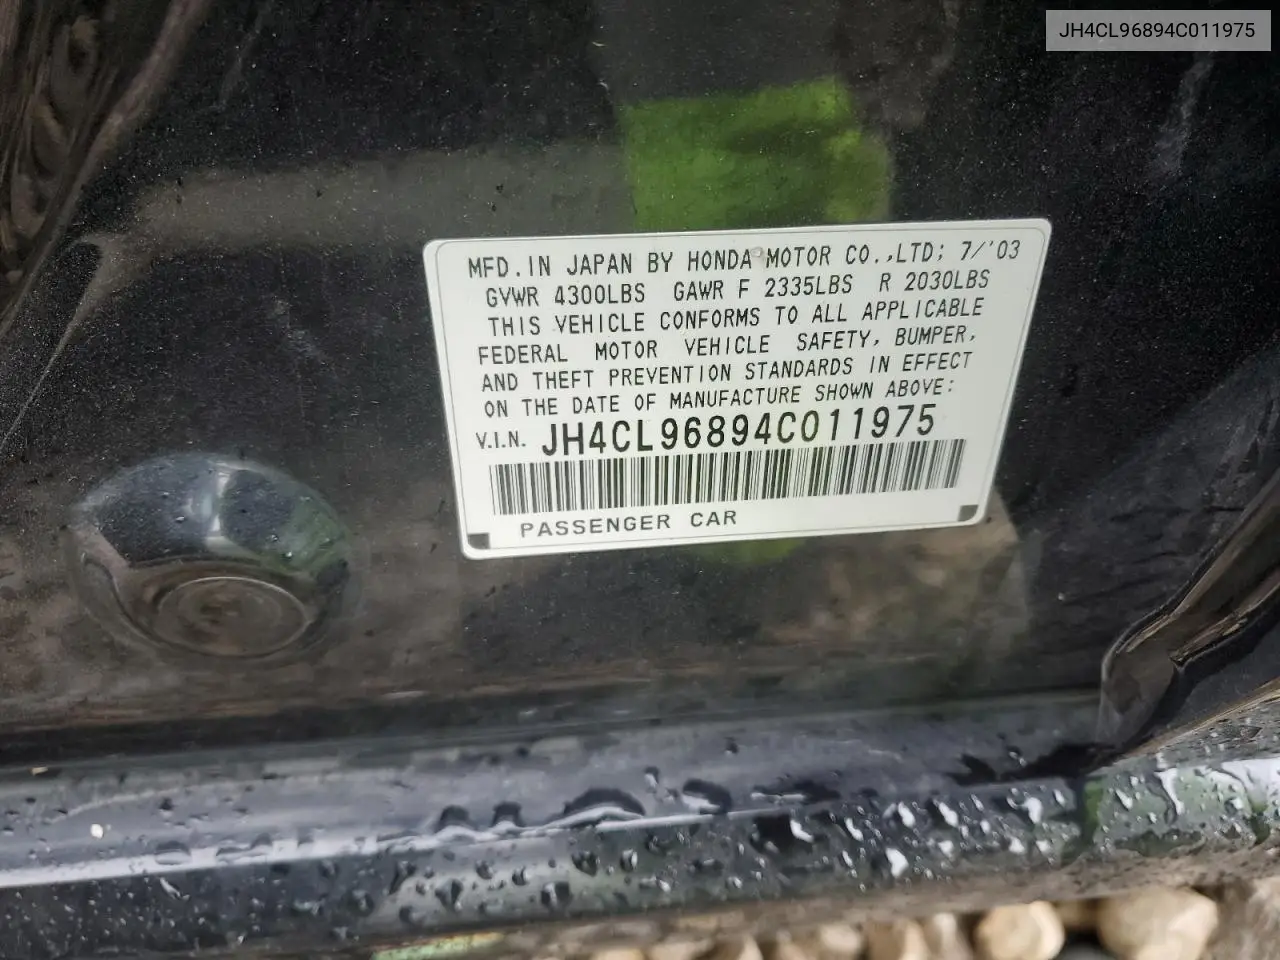 JH4CL96894C011975
MFD. IN JAPAN BY HONDA MOTOR CO.,LTD; 7/'03
GVWR 4300LBS GAWR F 2335LBS R 2030LBS
THIS VEHICLE CONFORMS TO ALL APPLICABLE
FEDERAL MOTOR VEHICLE SAFETY, BUMPER,
AND THEFT PREVENTION STANDARDS IN EFFECT
ON THE DATE OF MANUFACTURE SHOWN ABOVE:
V.I.N. JH4CL96894C011975
PASSENGER CAR